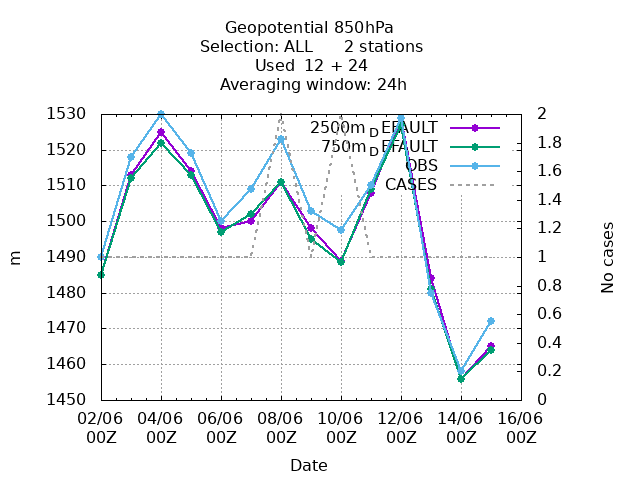 Geopotential 850hPa
Selection: ALL 2 stations
Used 12 + 24
Averaging window: 24h
2500m_DEFAULT
750m_DEFAULT
OBS
CASES
1530
1520
1510
1500
1490
1480
1470
1460
1450
m
2
1.8
1.6
1.4
1.2
1
0.8
0.6
0.4
0.2
0
No cases
02/06 04/06 06/06 08/06 10/06 12/06 14/06 16/06
00Z 00Z 00Z 00Z 00Z 00Z 00Z 00Z
Date